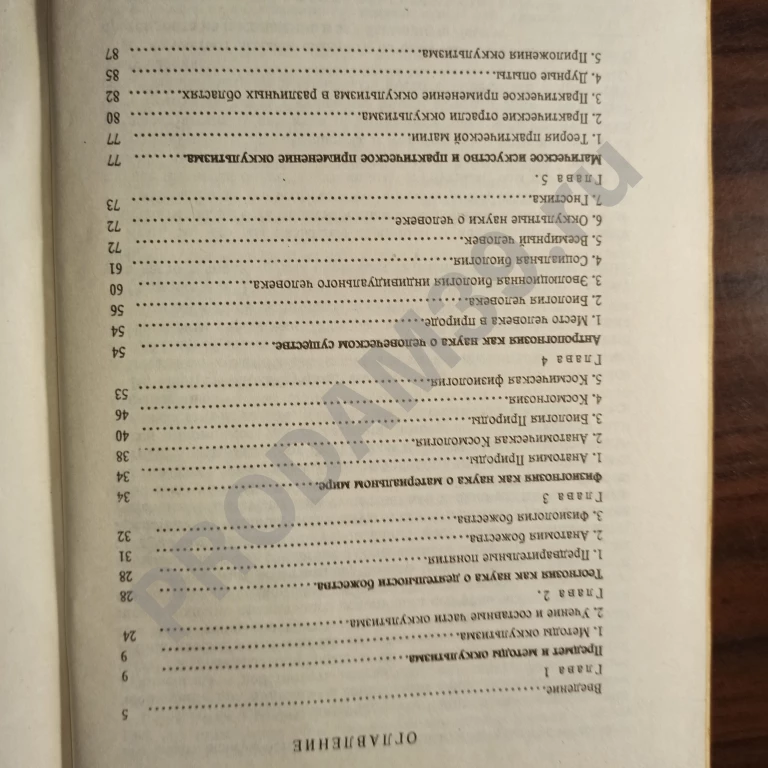 ОГЛАВЛЕНИЕ
Введение.................... 5
Глава 1
Предмет и методы оккультизма.................... 9
1. Методы оккультизма.................... 9
2. Учение и составные части оккультизма.................... 24
Глава 2.
Теогнозия как наука о деятельности божества.................... 28
1. Предварительные понятия.................... 28
2. Анатомия божества.................... 31
3. Физиология божества.................... 32
Глава 3
Физиогнозия как наука о материальном мире.................... 34
1. Анатомия Природы.................... 34
2. Анатомическая Космология.................... 38
3. Биология Природы.................... 40
4. Космогнозия.................... 46
5. Космическая физиология.................... 53
Глава 4
Антропогнозия как наука о человеческом существе.................... 54
1. Место человека в природе.................... 54
2. Биология человека.................... 56
3. Эволюционная биология индивидуального человека.................... 60
4. Социальная биология.................... 61
5. Всемирный человек.................... 72
6. Оккультные науки о человеке.................... 72
7. Гностика.................... 73
Глава 5.
Магическое искусство и практическое применение оккультизма........ 77
1. Теория практической магии.................... 77
2. Практические отрасли оккультизма.................... 80
3. Практическое применение оккультизма в различных областях........ 82
4. Дурные опыты.................... 85
5. Приложения оккультизма.................... 87
PRODAM39.ru